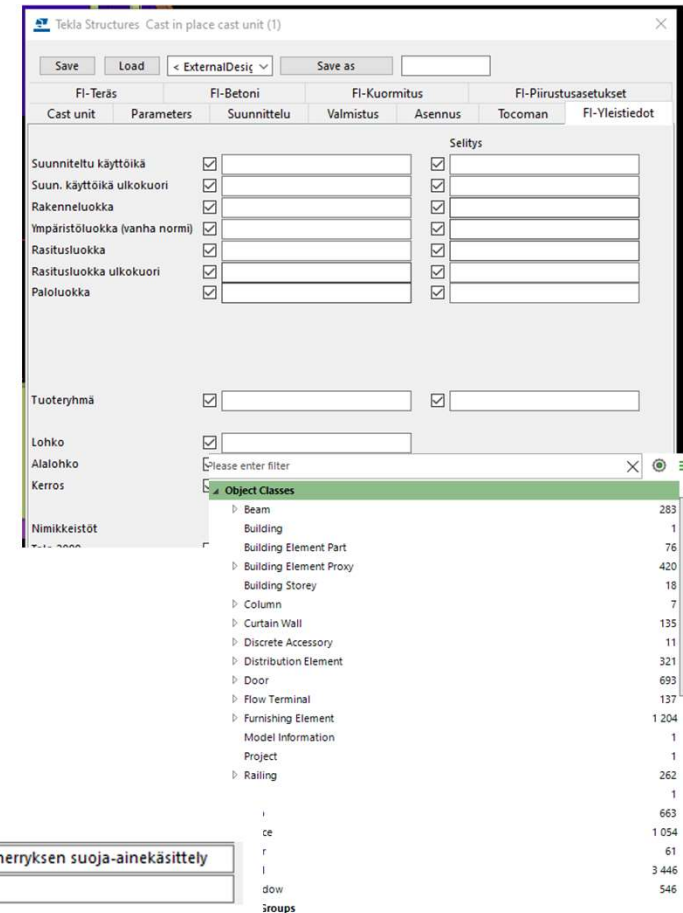 Tekla Structures Cast in place cast unit (1)
Save Load < ExternalDesig Save as
FI-Teräs FI-Betoni FI-Kuormitus FI-Piirustusasetukset
Cast unit Parameters Suunnittelu Valmistus Asennus Tocoman FI-Yleistiedot
Selitys
Suunniteltu käyttöikä
Suun. käyttöikä ulkokuori
Rakenneluokka
Ympäristöluokka (vanha normi)
Rasitusluokka
Rasitusluokka ulkokuori
Paloluokka
Tuoteryhmä
Lohko
Alalohko
Kerros
Nimikkeistöt
Please enter filter
Object Classes
Beam 283
Building 1
Building Element Part 76
Building Element Proxy 420
Building Storey 18
Column 7
Curtain Wall 135
Discrete Accessory 11
Distribution Element 321
Door 693
Flow Terminal 137
Furnishing Element 1 204
Model Information 1
Project 1
Railing 262
1
663
ce 1 054
r 61
l 3 446
dow 546
Groups
herryksen suoja-ainekäsittely